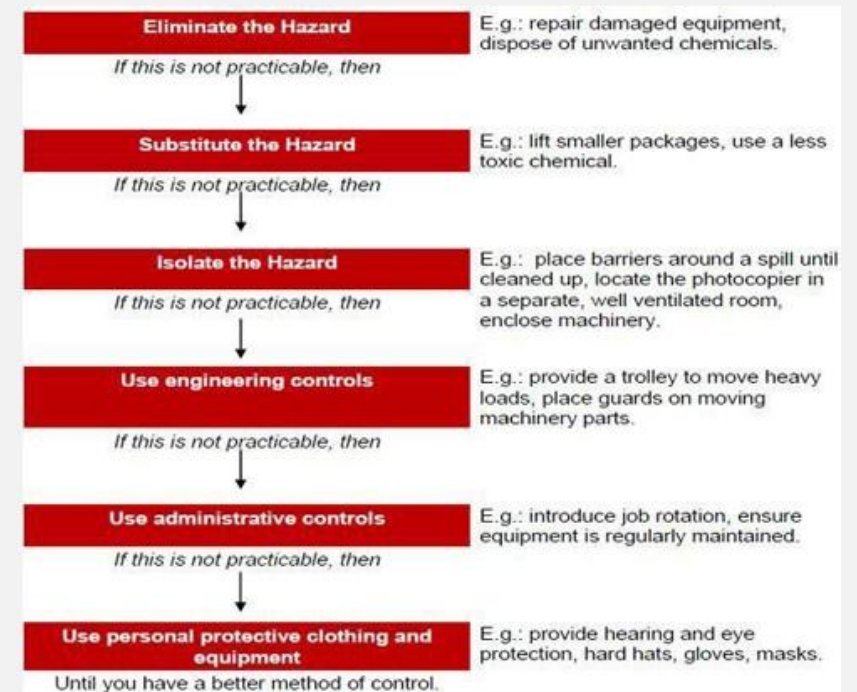 Eliminate the Hazard
E.g.: repair damaged equipment,
dispose of unwanted chemicals.
If this is not practicable, then
Substitute the Hazard
E.g.: lift smaller packages, use a less
toxic chemical.
If this is not practicable, then
Isolate the Hazard
E.g.: place barriers around a spill until
cleaned up, locate the photocopier in
a separate, well ventilated room,
enclose machinery.
If this is not practicable, then
Use engineering controls
E.g.: provide a trolley to move heavy
loads, place guards on moving
machinery parts.
If this is not practicable, then
Use administrative controls
E.g.: introduce job rotation, ensure
equipment is regularly maintained.
If this is not practicable, then
Use personal protective clothing and
equipment
E.g.: provide hearing and eye
protection, hard hats, gloves, masks.
Until you have a better method of control.